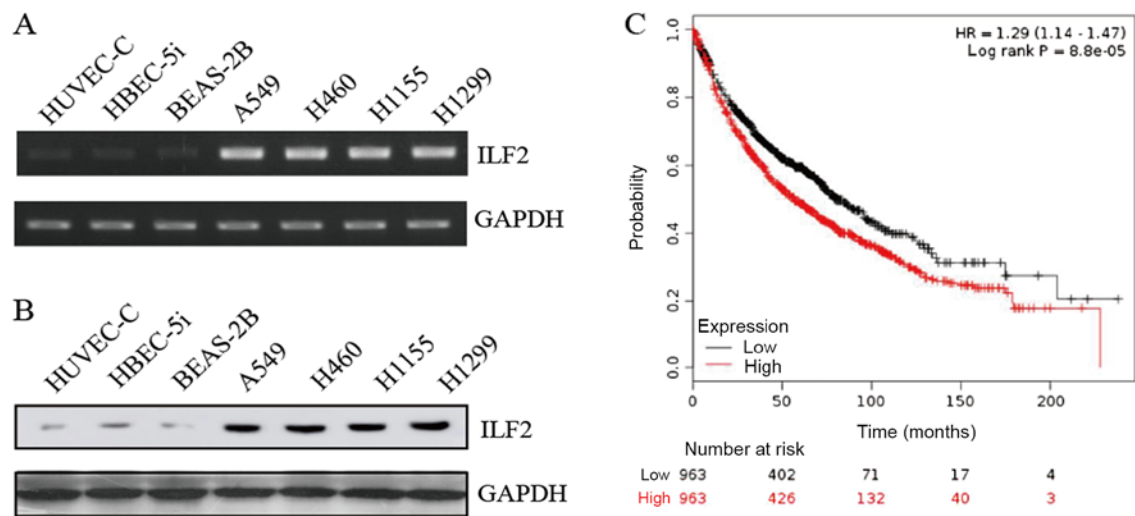 A
HUVEC-C
HBEC-5i
BEAS-2B
A549
H460
H1155
H1299
ILF2
GAPDH
B
HUVEC-C
HBEC-5i
BEAS-2B
A549
H460
H1155
H1299
ILF2
GAPDH
C
HR = 1.29 (1.14 - 1.47)
Log rank P = 8.8e-05
Probability
1.0
0.8
0.6
0.4
0.2
0.0
Expression
Low
High
0 50 100 150 200
Time (months)
Number at risk
Low 963 402 71 17 4
High 963 426 132 40 3